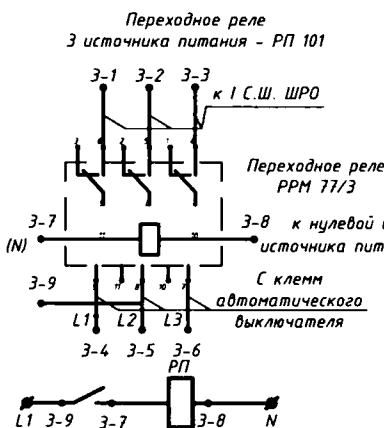 Переходное реле
3 источника питания - РП 101
3-1 3-2 3-3
к I С.Ш. ШРО
Переходное реле
РРМ 77/3
3-7
(N)
3-8
к нулевой
источника пит
3-9
L1 L2 L3
С клемм
автоматического
выключателя
3-4 3-5 3-6
РП
L1 3-9 3-7 3-8 N